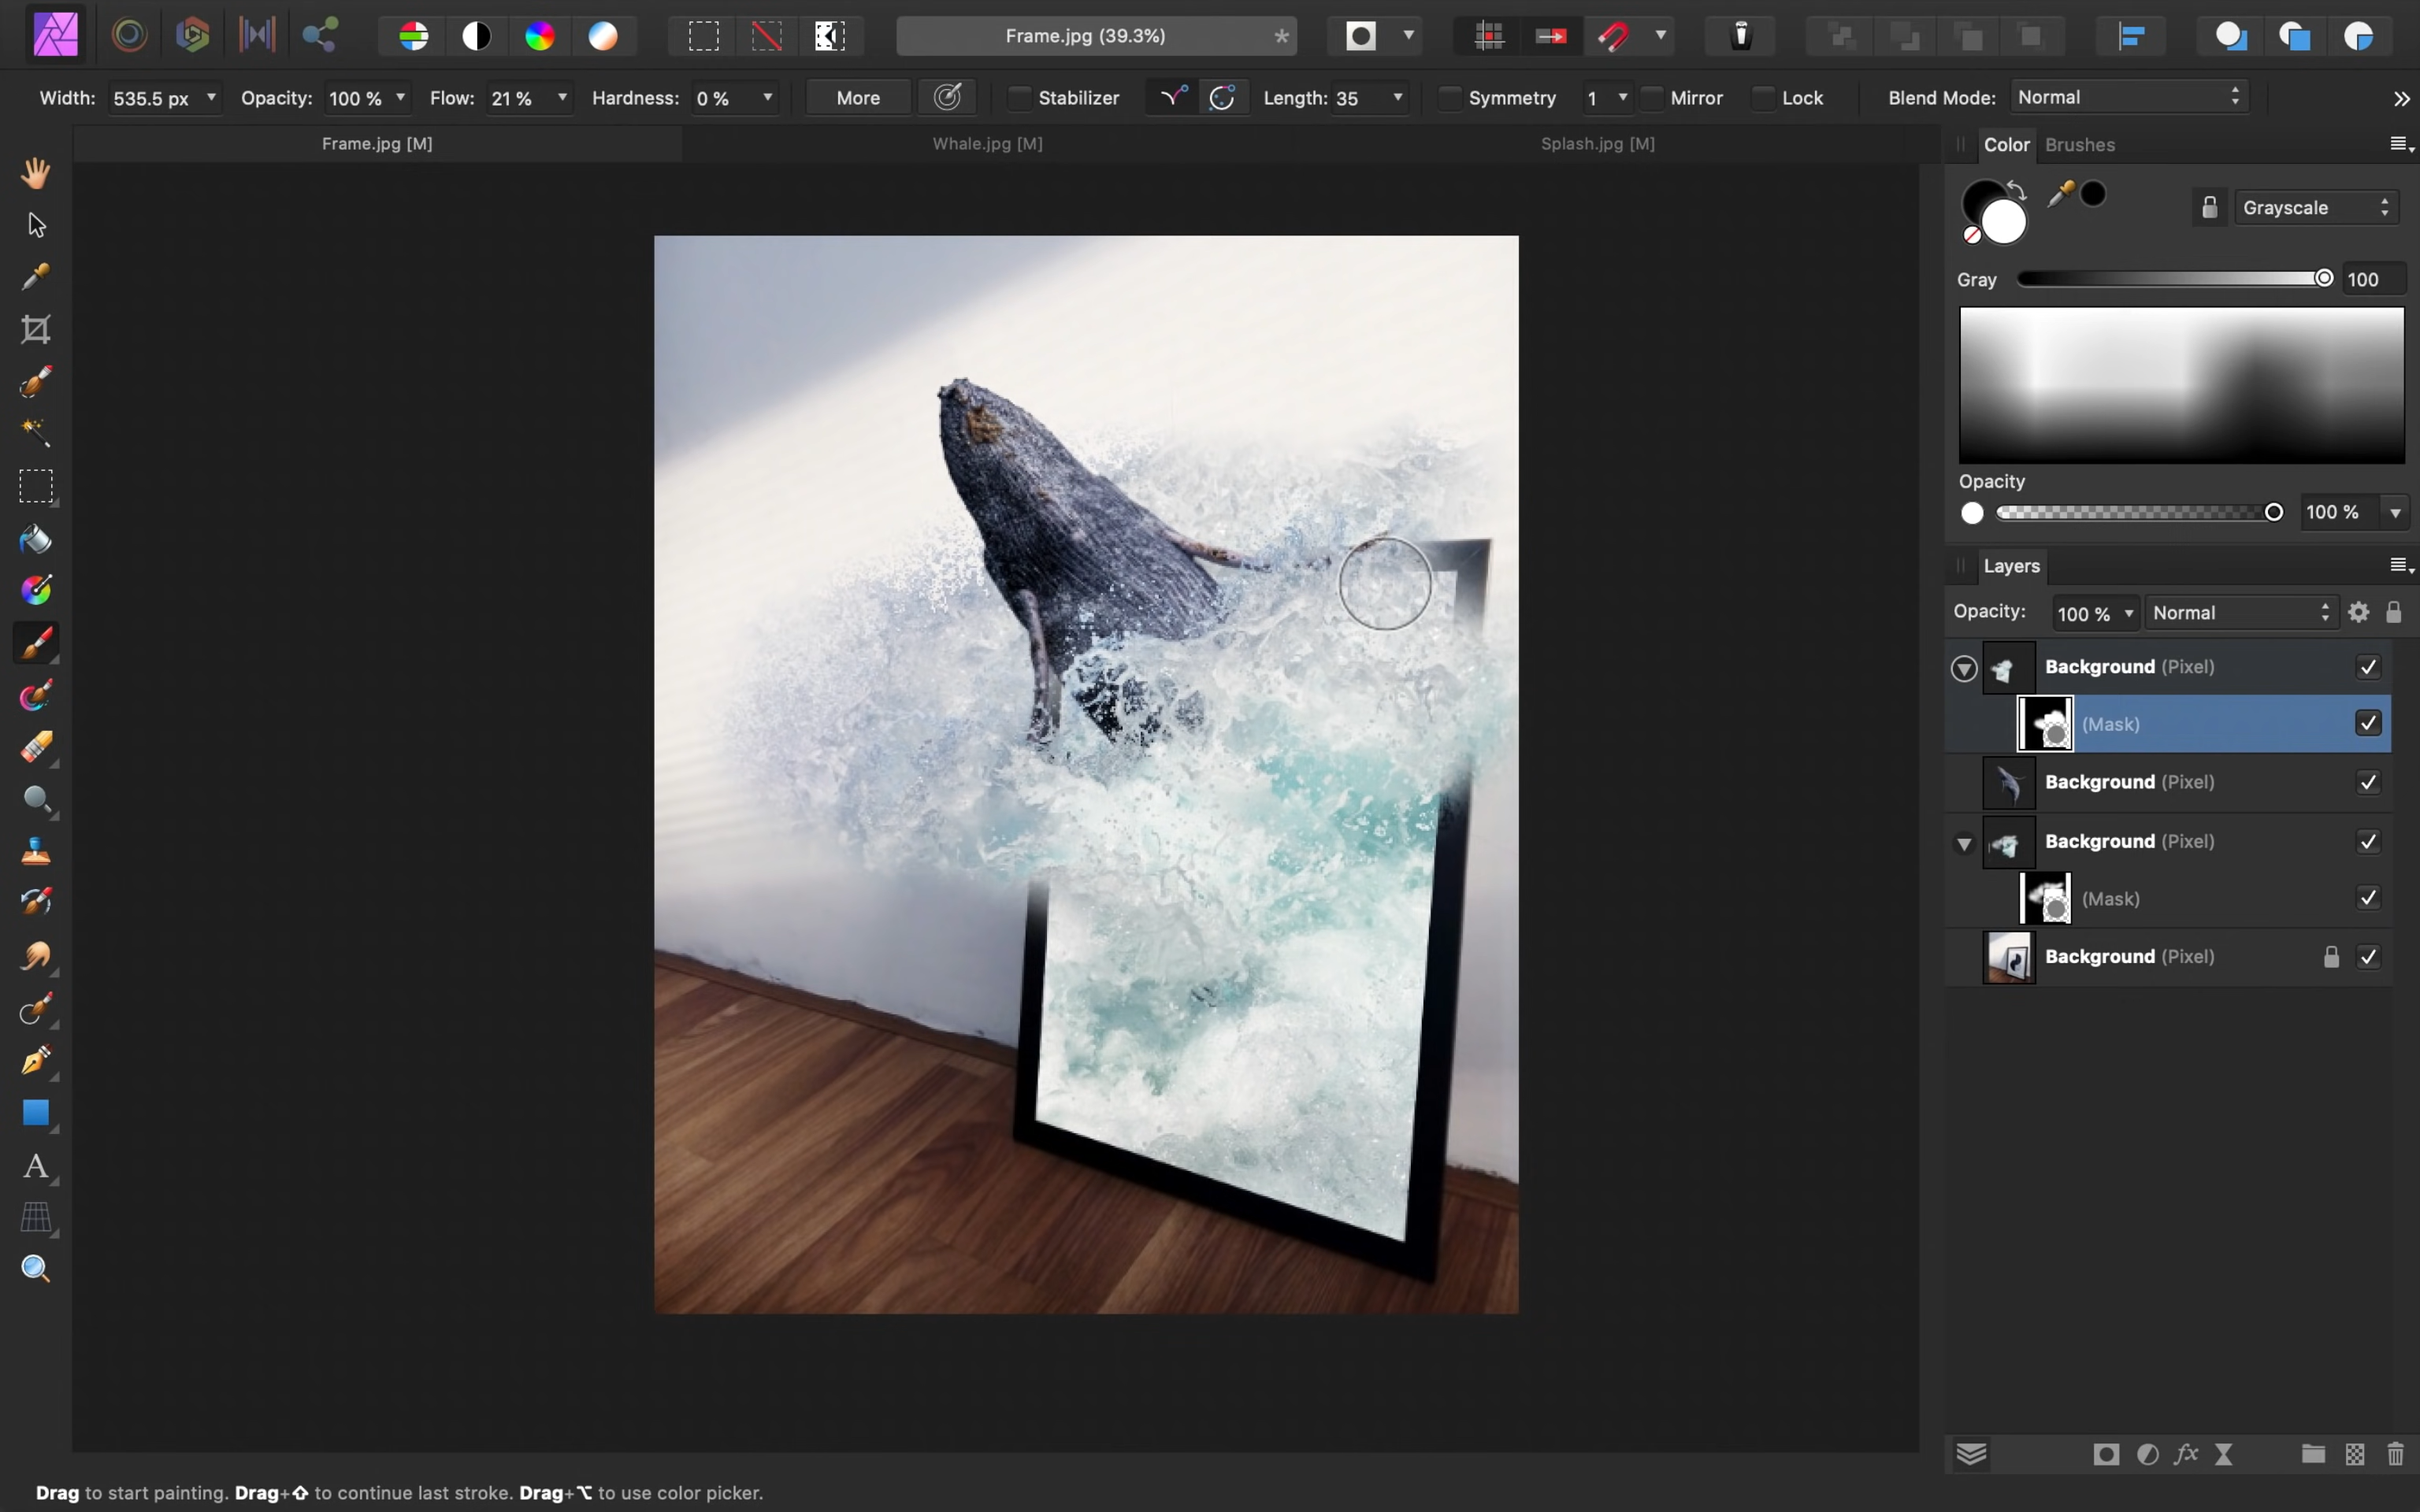 Frame.jpg (39.3%) *
Width: 535.5 px Opacity: 100 % Flow: 21 % Hardness: 0 % More Stabilizer Length: 35 Symmetry 1 Mirror Lock Blend Mode: Normal
Frame.jpg [M] Whale.jpg [M] Splash.jpg [M]
Color Brushes
Grayscale
Gray 100
Opacity
100 %
Layers
Opacity: 100 % Normal
Background (Pixel)
(Mask)
Background (Pixel)
Background (Pixel)
(Mask)
Background (Pixel)
A
fx
Drag to start painting. Drag+⇧ to continue last stroke. Drag+⌥ to use color picker.